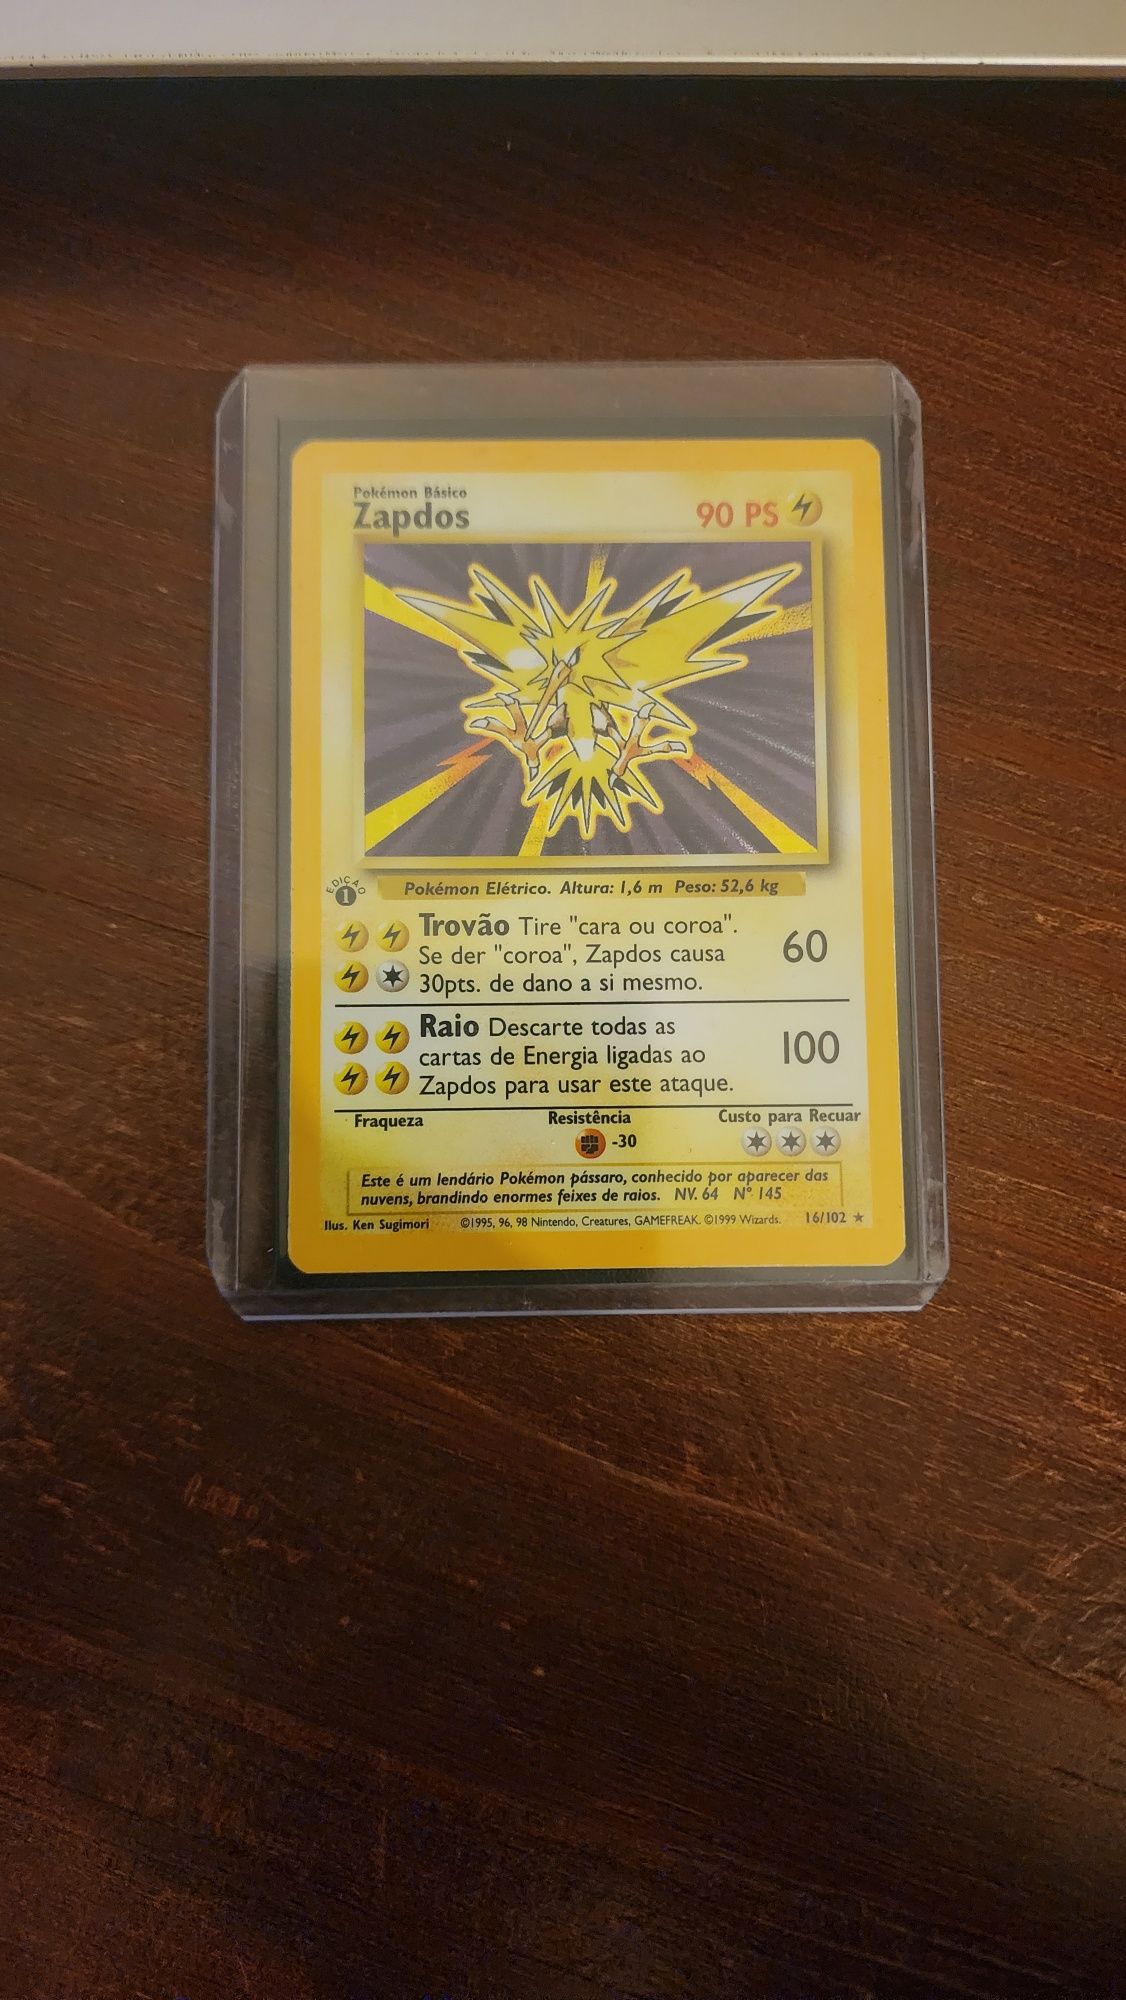 Pokémon Básico
Zapdos
90 PS
EDIÇÃO
1
Pokémon Elétrico. Altura: 1,6 m Peso: 52,6 kg
Trovão Tire "cara ou coroa".
Se der "coroa", Zapdos causa
30pts. de dano a si mesmo.
60
Raio Descarte todas as
cartas de Energia ligadas ao
Zapdos para usar este ataque.
100
Fraqueza
Resistência
Custo para Recuar
-30
Este é um lendário Pokémon pássaro, conhecido por aparecer das
nuvens, brandindo enormes feixes de raios. NV. 64 Nº 145
Ilus. Ken Sugimori ©1995, 96, 98 Nintendo, Creatures, GAMEFREAK. ©1999 Wizards. 16/102 ★